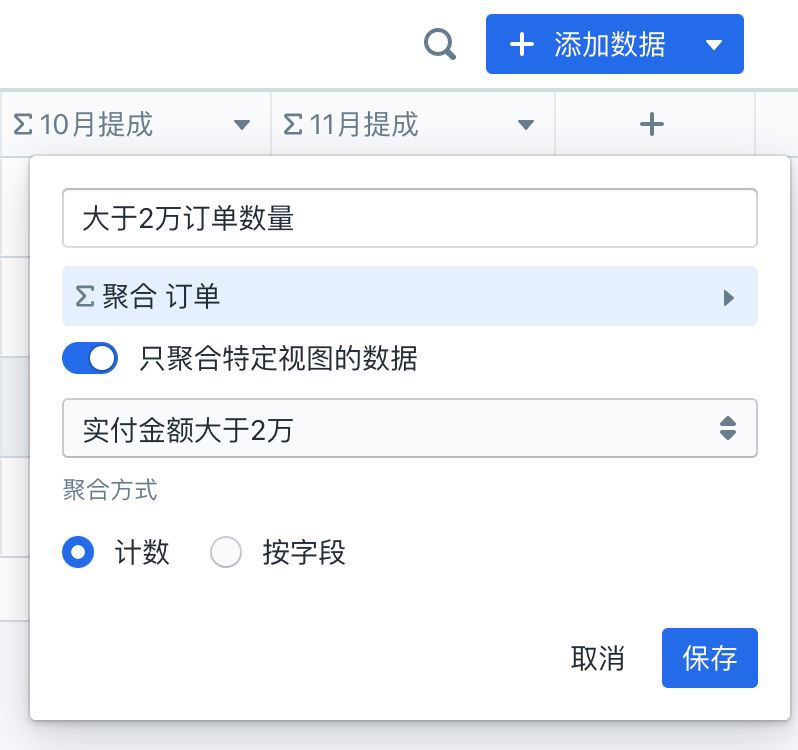 添加数据
Σ 10月提成
Σ 11月提成
大于2万订单数量
Σ 聚合 订单
只聚合特定视图的数据
实付金额大于2万
聚合方式
计数 按字段
取消 保存